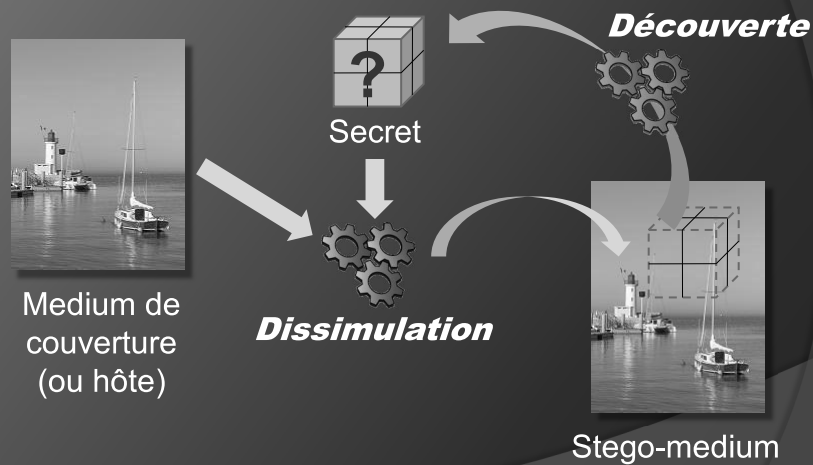 Découverte
?
Secret
Medium de
couverture
(ou hôte)
Dissimulation
Stego-medium